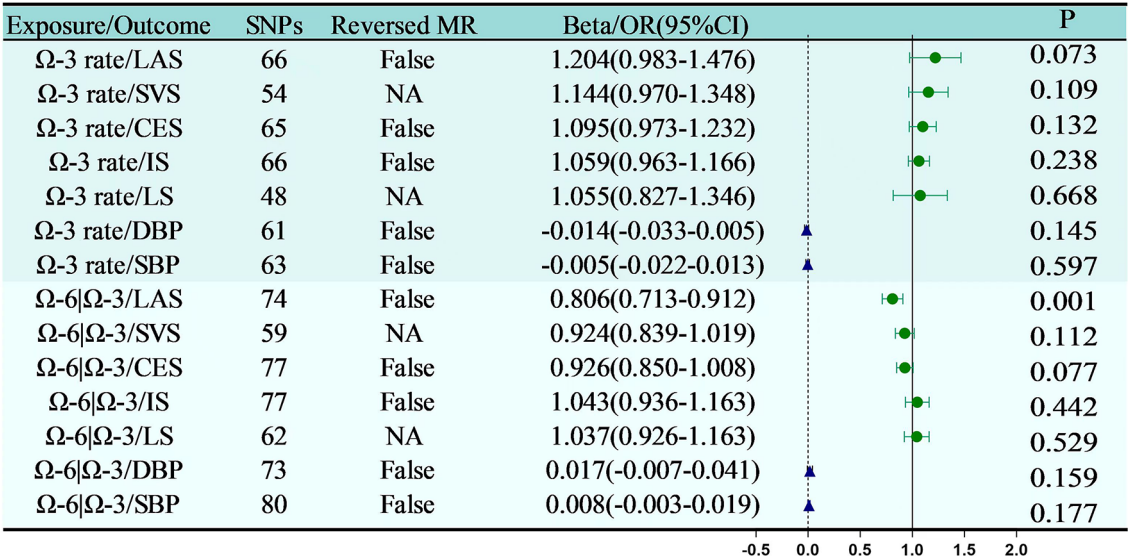 Exposure/Outcome SNPs Reversed MR Beta/OR(95%CI) P
Ω-3 rate/LAS 66 False 1.204(0.983-1.476) 0.073
Ω-3 rate/SVS 54 NA 1.144(0.970-1.348) 0.109
Ω-3 rate/CES 65 False 1.095(0.973-1.232) 0.132
Ω-3 rate/IS 66 False 1.059(0.963-1.166) 0.238
Ω-3 rate/LS 48 NA 1.055(0.827-1.346) 0.668
Ω-3 rate/DBP 61 False -0.014(-0.033-0.005) 0.145
Ω-3 rate/SBP 63 False -0.005(-0.022-0.013) 0.597
Ω-6|Ω-3/LAS 74 False 0.806(0.713-0.912) 0.001
Ω-6|Ω-3/SVS 59 NA 0.924(0.839-1.019) 0.112
Ω-6|Ω-3/CES 77 False 0.926(0.850-1.008) 0.077
Ω-6|Ω-3/IS 77 False 1.043(0.936-1.163) 0.442
Ω-6|Ω-3/LS 62 NA 1.037(0.926-1.163) 0.529
Ω-6|Ω-3/DBP 73 False 0.017(-0.007-0.041) 0.159
Ω-6|Ω-3/SBP 80 False 0.008(-0.003-0.019) 0.177
-0.5 0.0 0.5 1.0 1.5 2.0